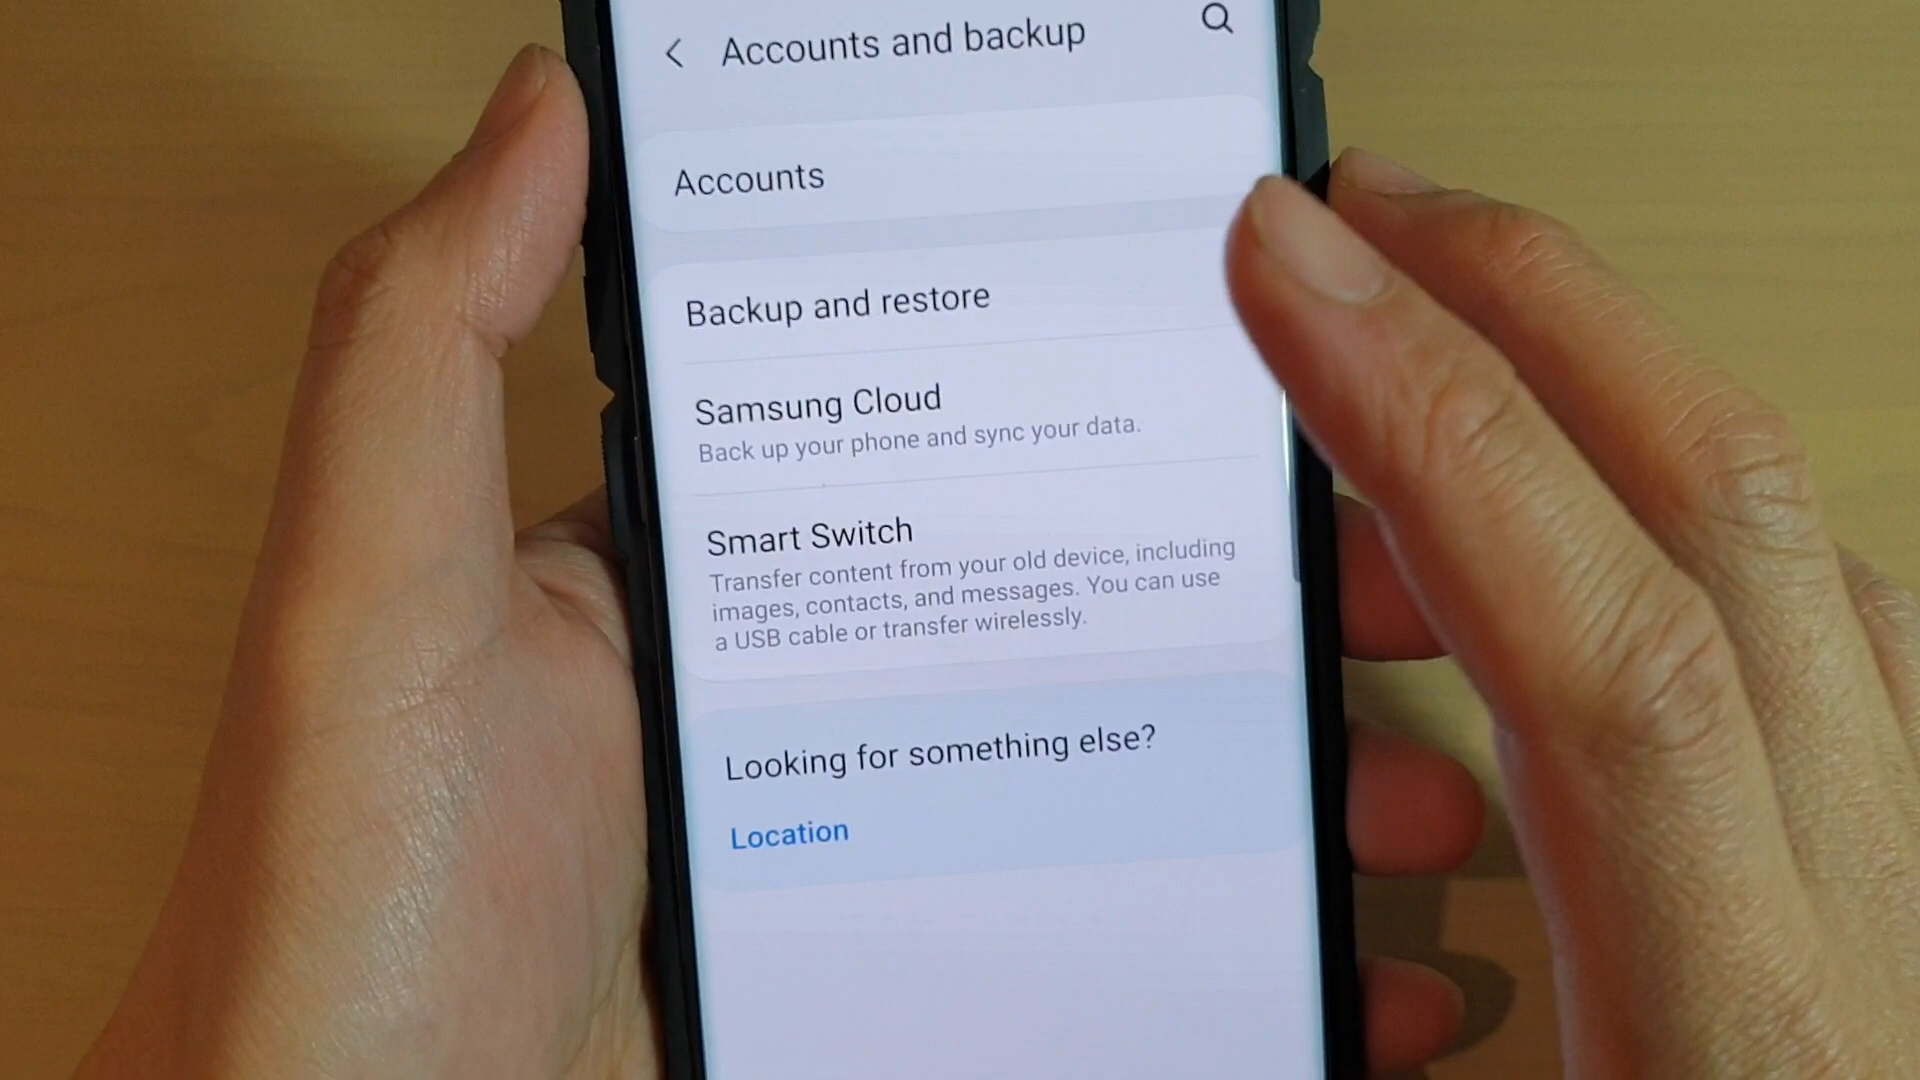 Accounts and backup
Accounts
Backup and restore
Samsung Cloud
Back up your phone and sync your data.
Smart Switch
Transfer content from your old device, including
images, contacts, and messages. You can use
a USB cable or transfer wirelessly.
Looking for something else?
Location